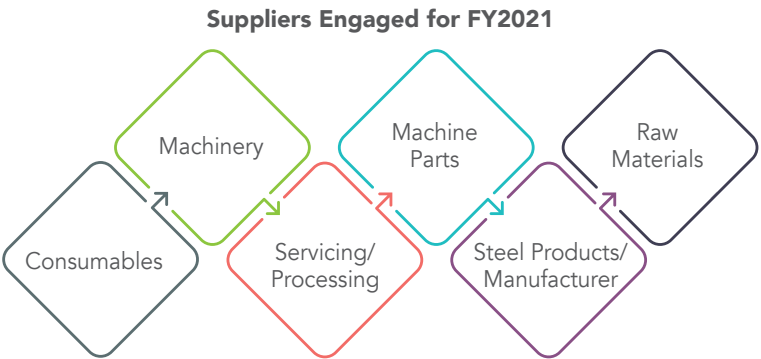 Suppliers Engaged for FY2021
Consumables
Machinery
Servicing/
Processing
Machine
Parts
Steel Products/
Manufacturer
Raw
Materials